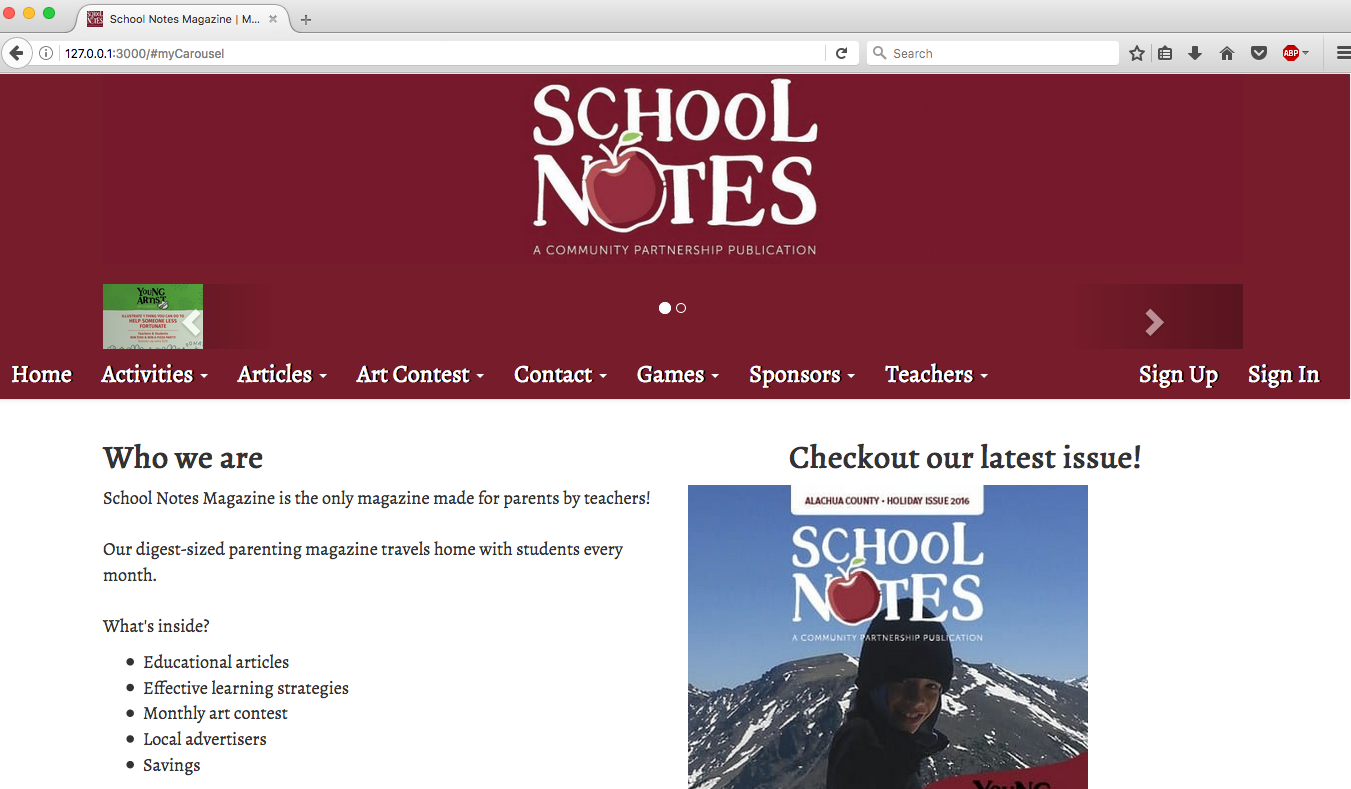 School Notes Magazine | M...
127.0.0.1:3000/#myCarousel
Search
ABP
SCHOOL
NOTES
A COMMUNITY PARTNERSHIP PUBLICATION
YOUNG
ARTIST
ILLUSTRATE 1 THING YOU CAN DO TO
HELP SOMEONE LESS
FORTUNATE
Home Activities Articles Art Contest Contact Games Sponsors Teachers Sign Up Sign In
Who we are
School Notes Magazine is the only magazine made for parents by teachers!
Our digest-sized parenting magazine travels home with students every
month.
What's inside?
Educational articles
Effective learning strategies
Monthly art contest
Local advertisers
Savings
Checkout our latest issue!
ALACHUA COUNTY • HOLIDAY ISSUE 2016
SCHOOL
NOTES
A COMMUNITY PARTNERSHIP PUBLICATION
YOUNG